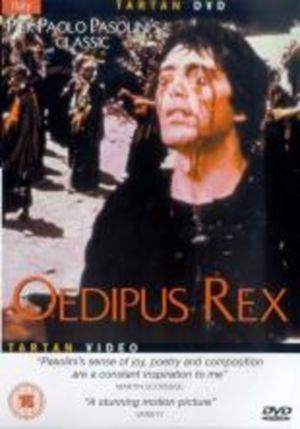 Italy
TARTAN DVD
PIER PAOLO PASOLINI'S
CLASSIC
OEDIPUS REX
TARTAN VIDEO
"Pasolini's sense of joy, poetry and composition
are a constant inspiration to me"
MARTIN SCORSESE
"A stunning motion picture"
VARIETY
15
DVD